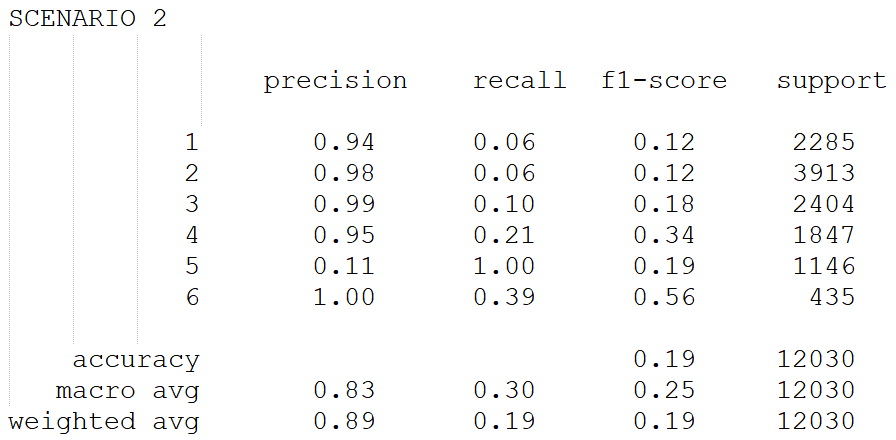 SCENARIO 2
precision recall f1-score support
1 0.94 0.06 0.12 2285
2 0.98 0.06 0.12 3913
3 0.99 0.10 0.18 2404
4 0.95 0.21 0.34 1847
5 0.11 1.00 0.19 1146
6 1.00 0.39 0.56 435
accuracy 0.19 12030
macro avg 0.83 0.30 0.25 12030
weighted avg 0.89 0.19 0.19 12030